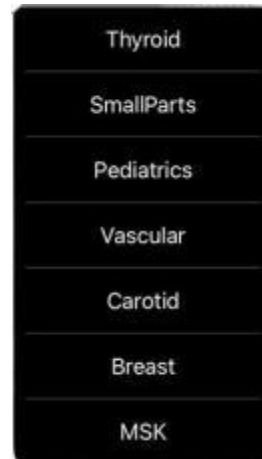 Thyroid
SmallParts
Pediatrics
Vascular
Carotid
Breast
MSK